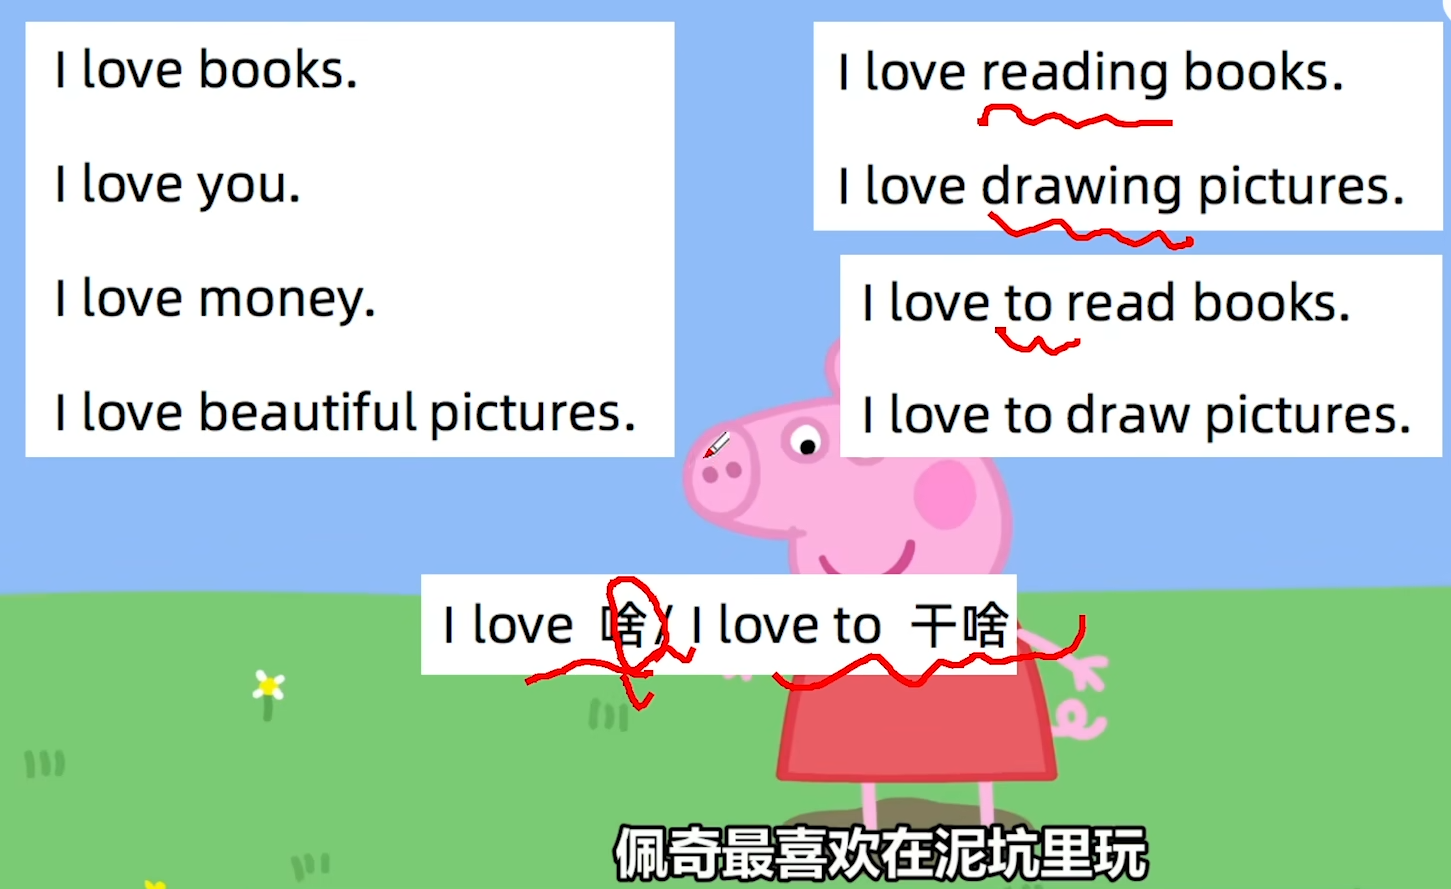 I love books.
I love you.
I love money.
I love beautiful pictures.
I love reading books.
I love drawing pictures.
I love to read books.
I love to draw pictures.
I love 啥/I love to 干啥
佩奇最喜欢在泥坑里玩